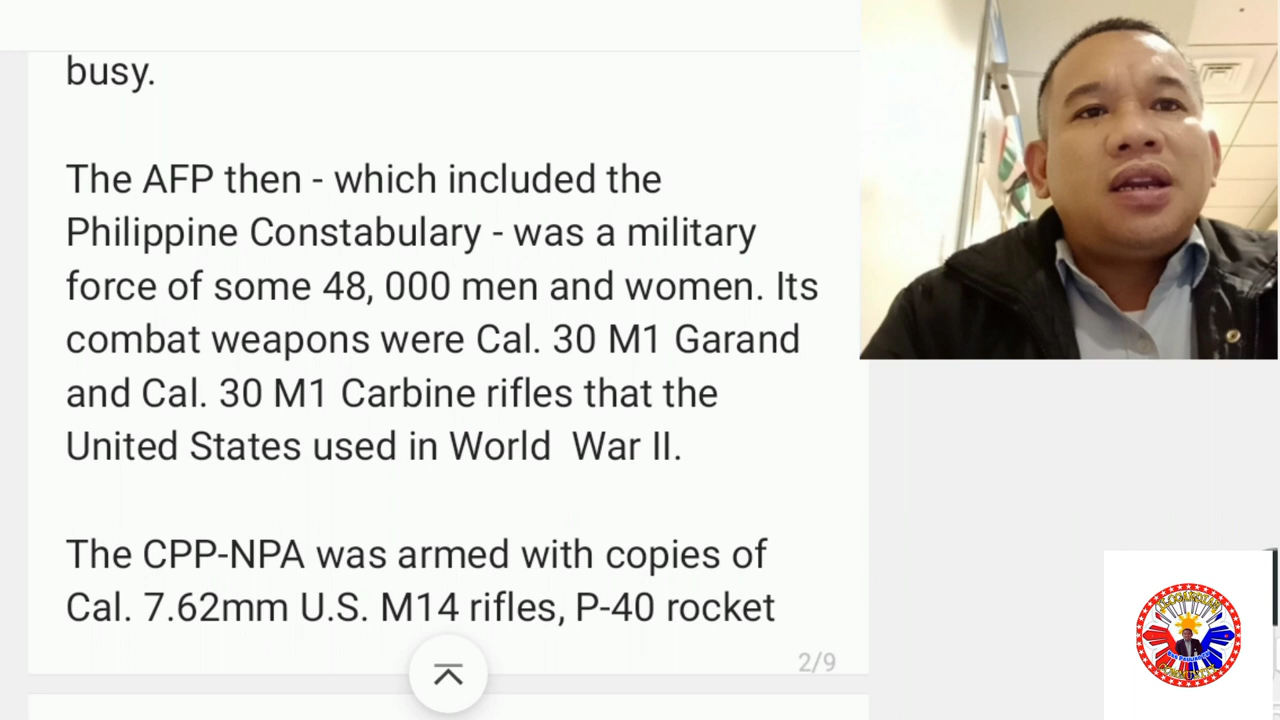 busy.
The AFP then - which included the
Philippine Constabulary - was a military
force of some 48, 000 men and women. Its
combat weapons were Cal. 30 M1 Garand
and Cal. 30 M1 Carbine rifles that the
United States used in World  War II.
The CPP-NPA was armed with copies of
Cal. 7.62mm U.S. M14 rifles, P-40 rocket
2/9